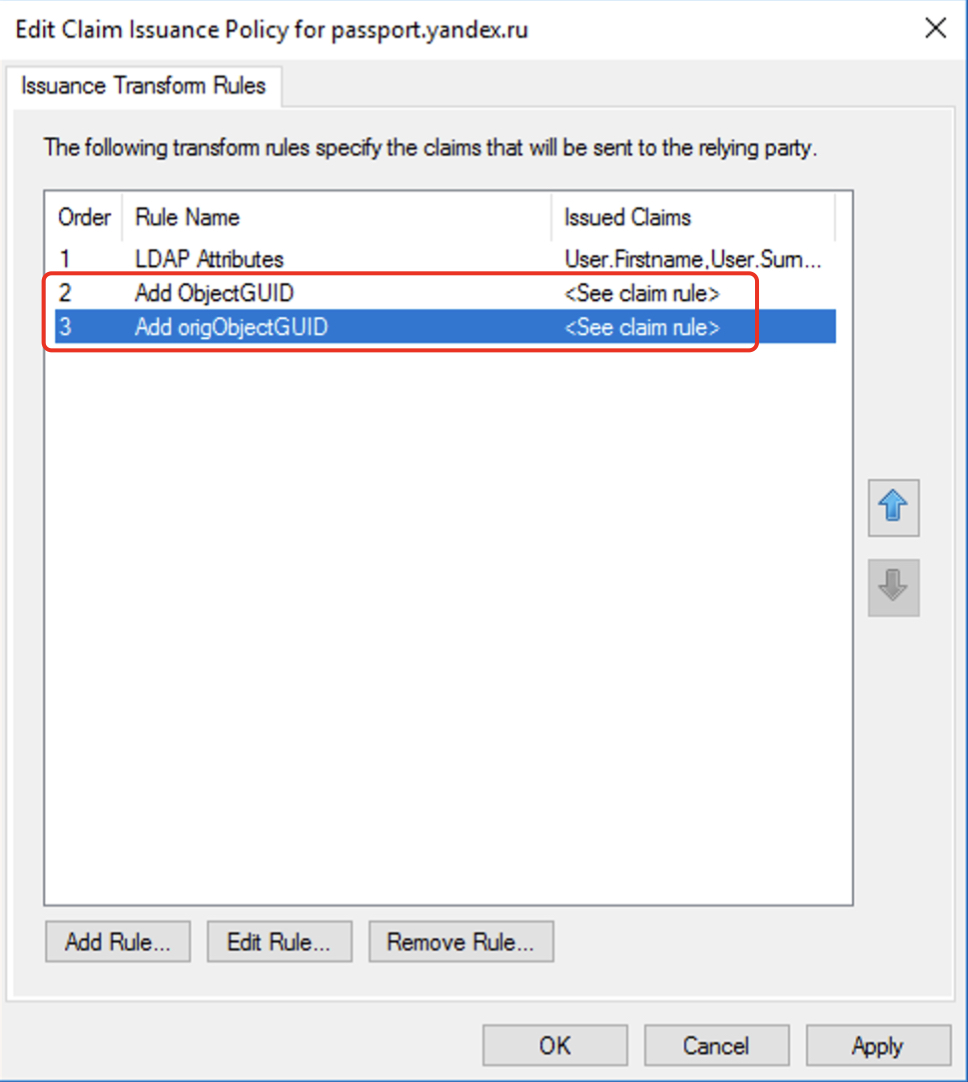 Edit Claim Issuance Policy for passport.yandex.ru
Issuance Transform Rules
The following transform rules specify the claims that will be sent to the relying party.
Order Rule Name Issued Claims
1 LDAP Attributes User.Firstname,User.Surn...
2 Add ObjectGUID <See claim rule>
3 Add origObjectGUID <See claim rule>
Add Rule... Edit Rule... Remove Rule...
OK Cancel Apply